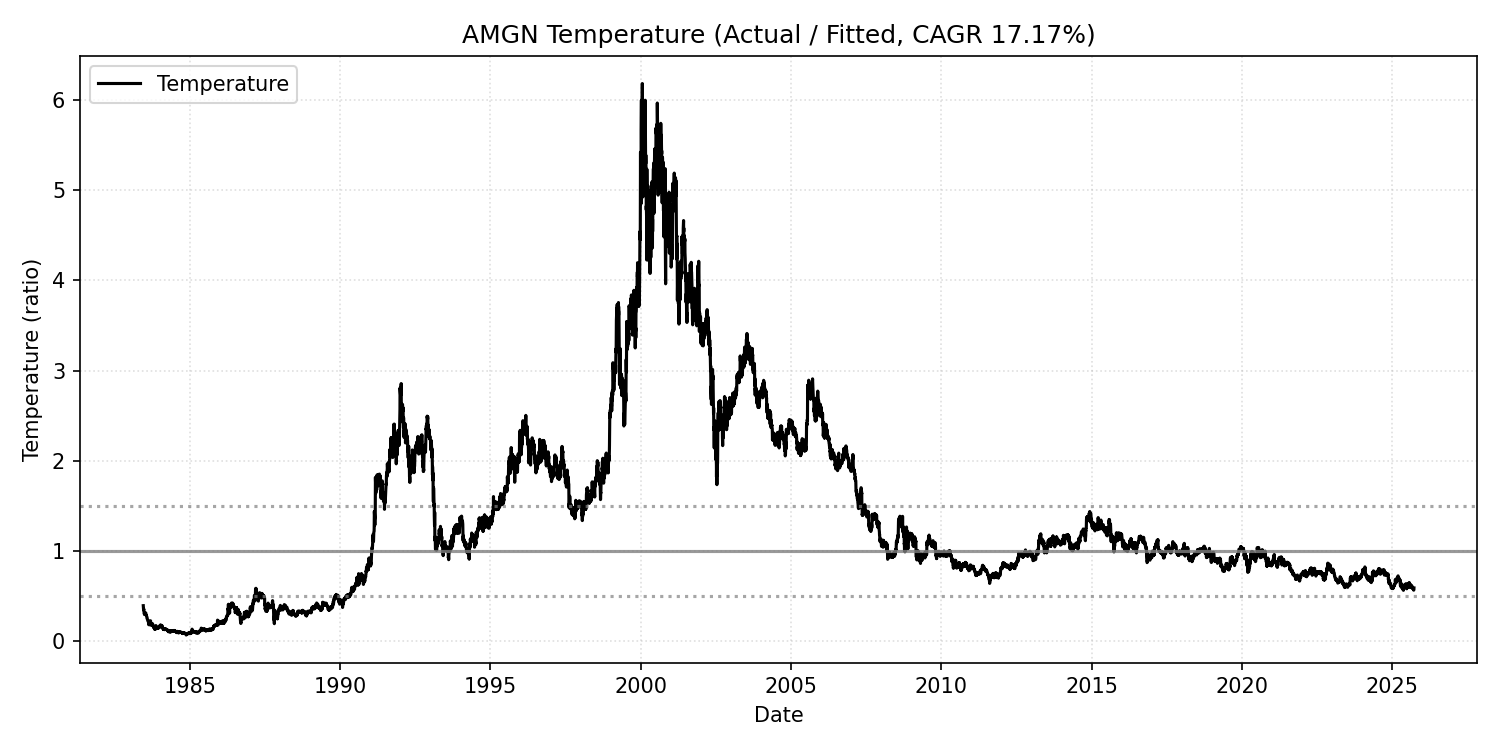 AMGN Temperature (Actual / Fitted, CAGR 17.17%)
Temperature
Temperature (ratio)
6
5
4
3
2
1
0
1985 1990 1995 2000 2005 2010 2015 2020 2025
Date